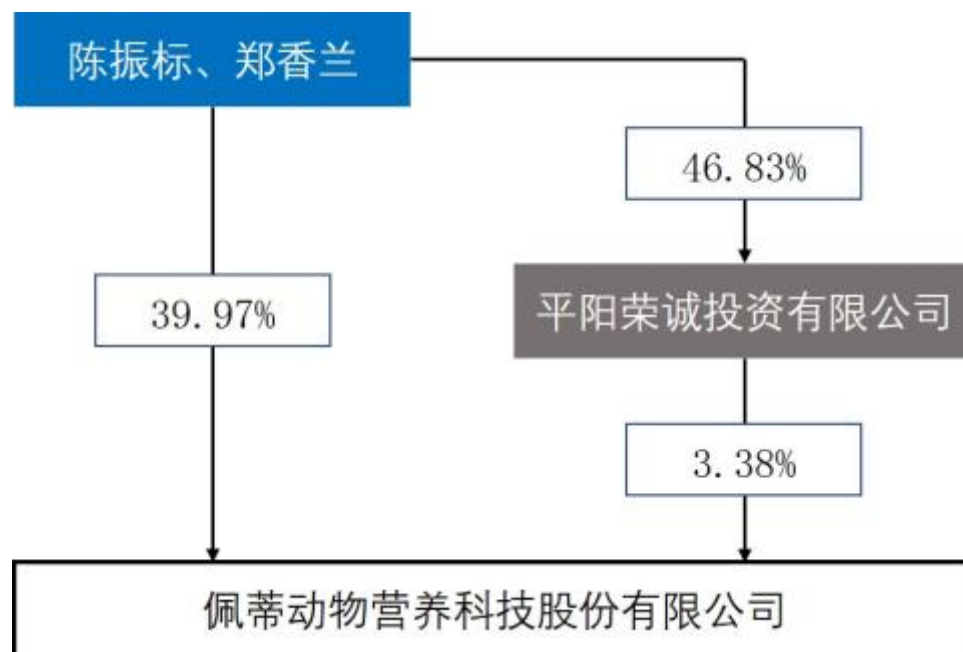 陈振标、郑香兰
46.83%
39.97%
平阳荣诚投资有限公司
3.38%
佩蒂动物营养科技股份有限公司